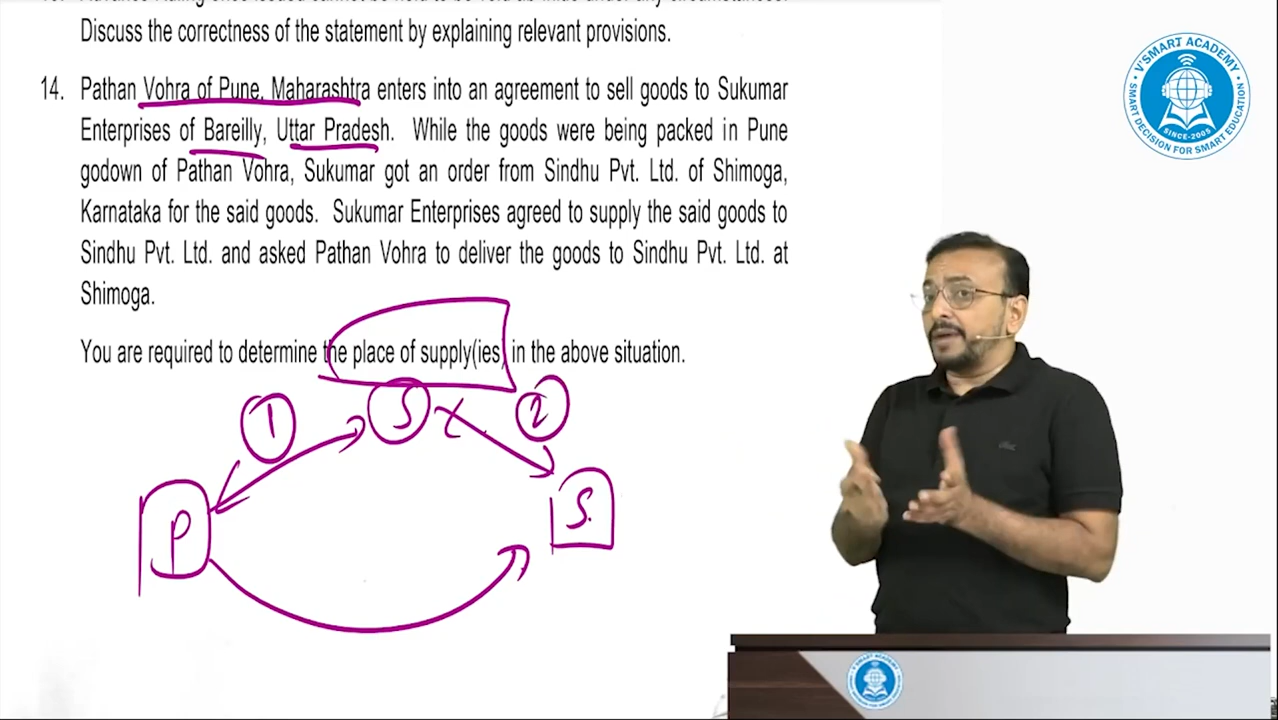 Discuss the correctness of the statement by explaining relevant provisions.
14. Pathan Vohra of Pune, Maharashtra enters into an agreement to sell goods to Sukumar
Enterprises of Bareilly, Uttar Pradesh. While the goods were being packed in Pune
godown of Pathan Vohra, Sukumar got an order from Sindhu Pvt. Ltd. of Shimoga,
Karnataka for the said goods. Sukumar Enterprises agreed to supply the said goods to
Sindhu Pvt. Ltd. and asked Pathan Vohra to deliver the goods to Sindhu Pvt. Ltd. at
Shimoga.
You are required to determine the place of supply(ies) in the above situation.
1 S 2
P S.
V'SMART ACADEMY
SMART DECISION FOR SMART EDUCATION
SINCE-2005
V'SMART ACADEMY